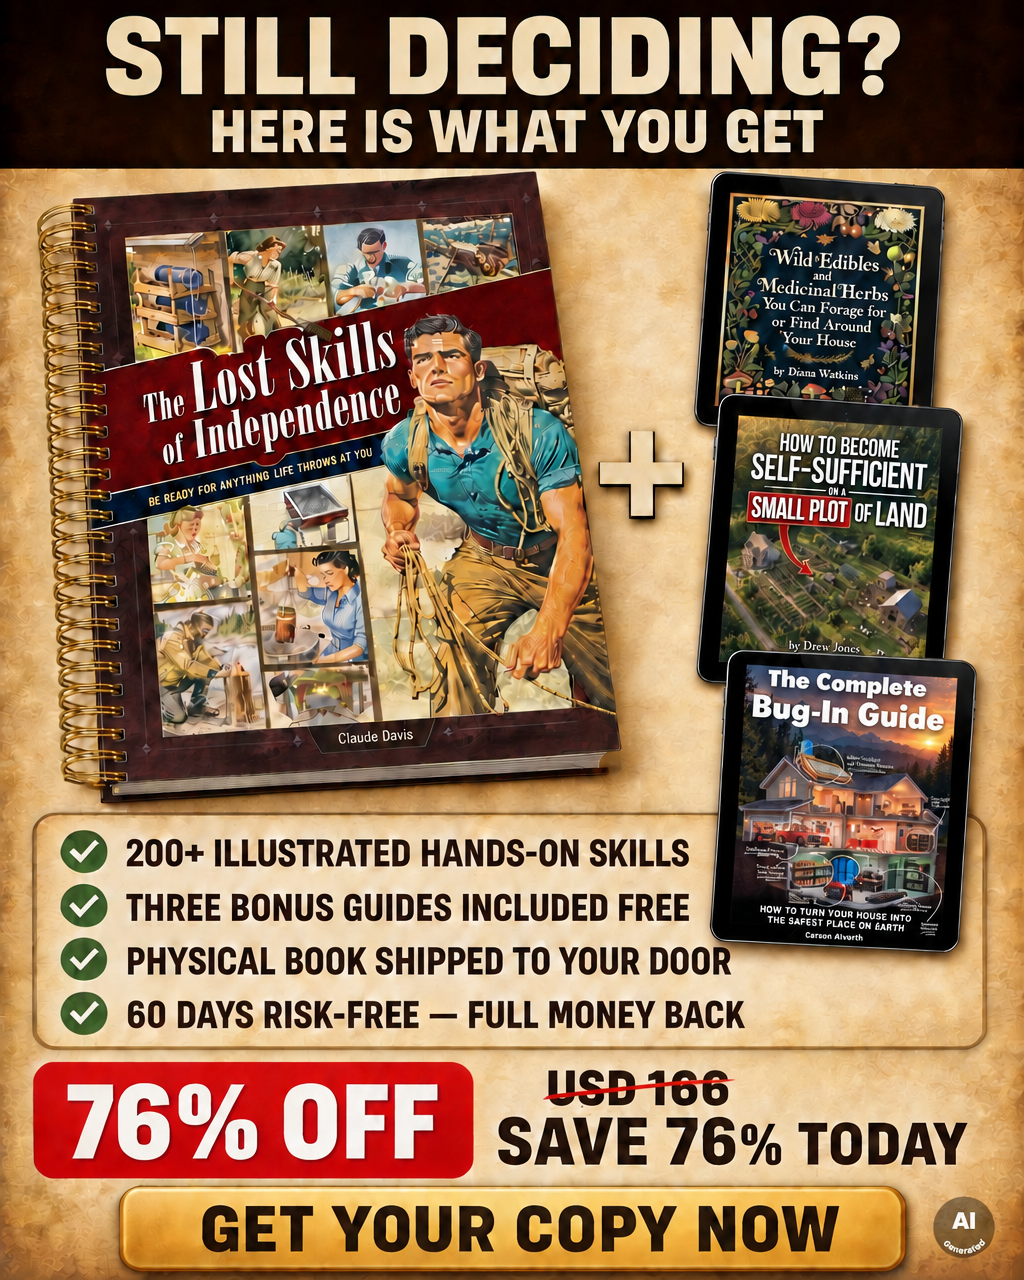 STILL DECIDING?
HERE IS WHAT YOU GET
The Lost Skills
of Independence
BE READY FOR ANYTHING LIFE THROWS AT YOU
Claude Davis
Wild Edibles
and
Medicinal Herbs
You Can Forage for
or Find Around
Your House
by Diana Watkins
HOW TO BECOME
SELF-SUFFICIENT
ON A
SMALL PLOT OF LAND
by Drew Jones
The Complete
Bug-In Guide
HOW TO TURN YOUR HOUSE INTO
THE SAFEST PLACE ON EARTH
Carson Alworth
200+ ILLUSTRATED HANDS-ON SKILLS
THREE BONUS GUIDES INCLUDED FREE
PHYSICAL BOOK SHIPPED TO YOUR DOOR
60 DAYS RISK-FREE — FULL MONEY BACK
76% OFF
USD 166
SAVE 76% TODAY
GET YOUR COPY NOW
AI
Generated